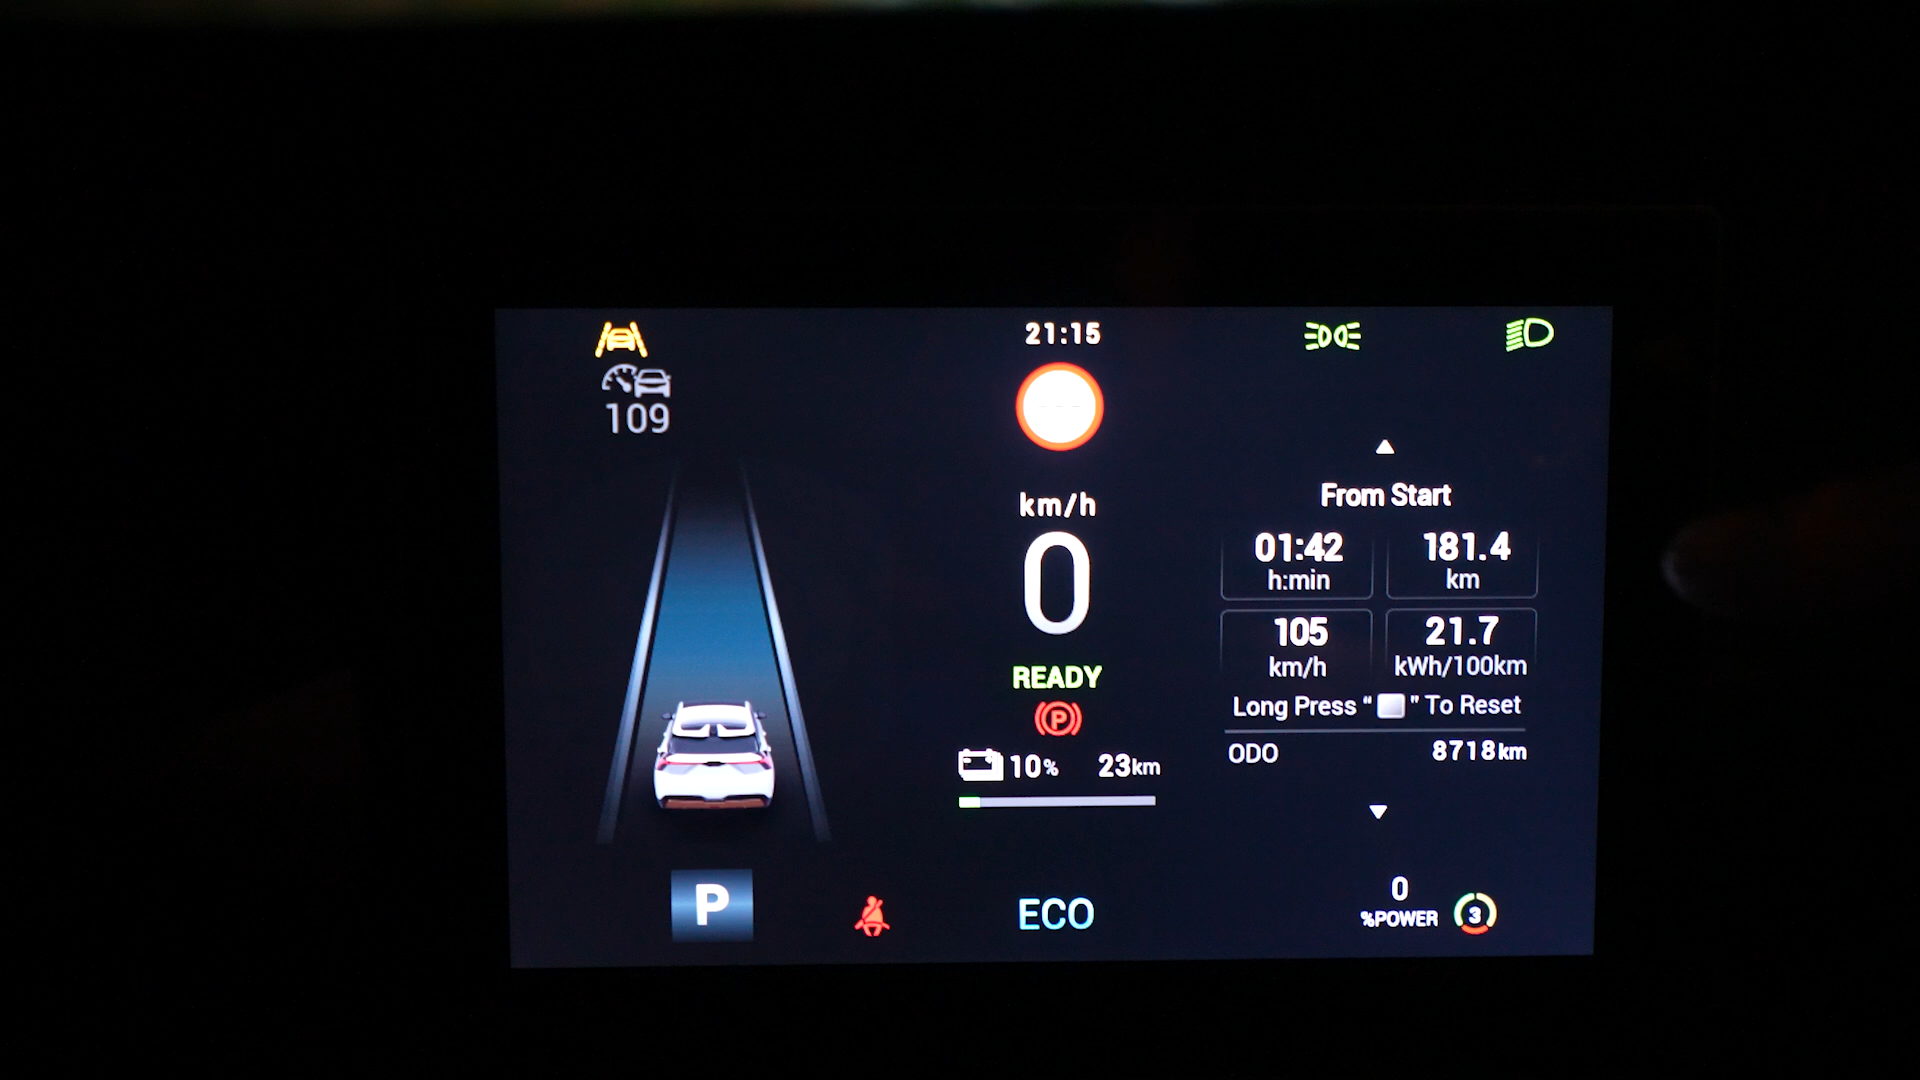 21:15
109
km/h
0
READY
P
10% 23km
From Start
01:42
h:min
181.4
km
105
km/h
21.7
kWh/100km
Long Press “ ” To Reset
ODO 8718km
P
ECO
0
%POWER
3